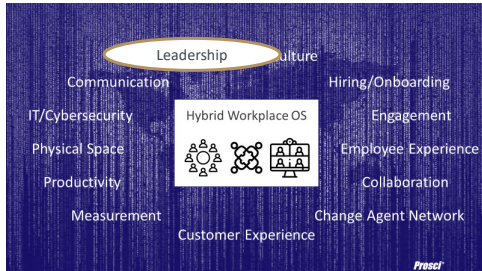 Leadership
ulture
Communication
Hiring/Onboarding
IT/Cybersecurity
Hybrid Workplace OS
Engagement
Physical Space
Employee Experience
Productivity
Collaboration
Measurement
Change Agent Network
Customer Experience
Prosci